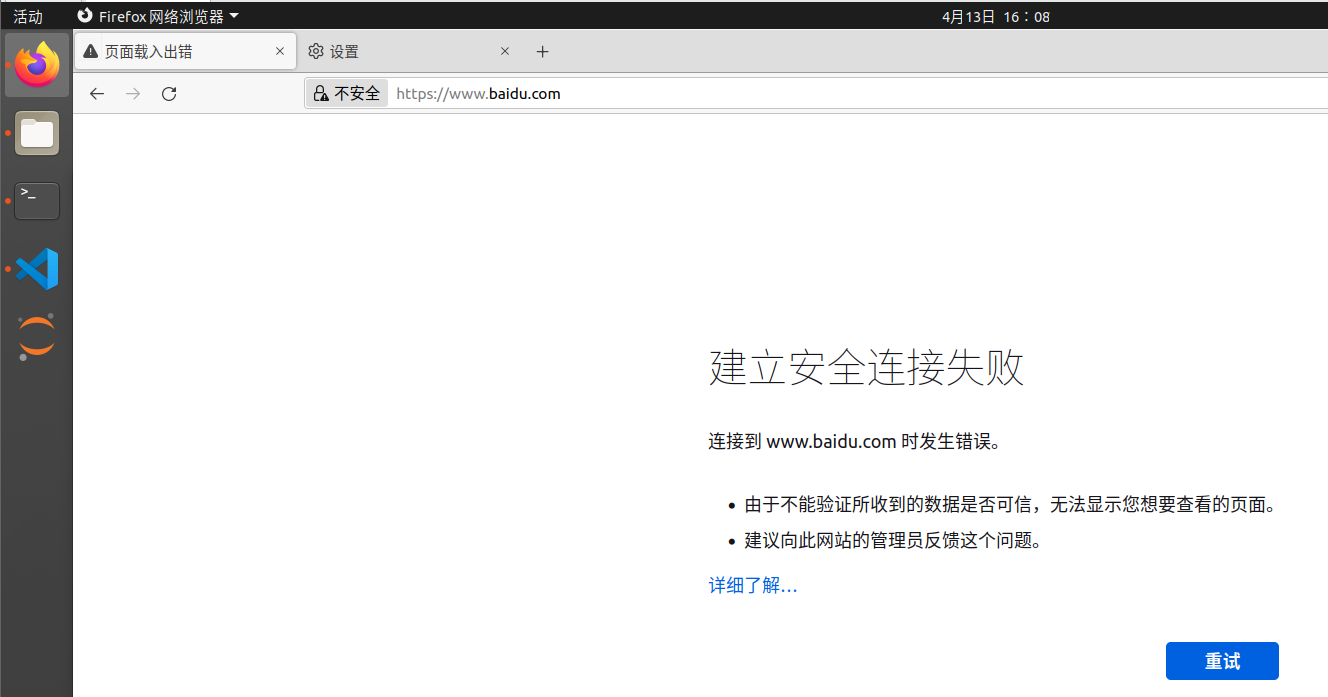 活动 Firefox 网络浏览器 4月13日 16：08
页面载入出错 设置
不安全 https://www.baidu.com
>_
建立安全连接失败
连接到 www.baidu.com 时发生错误。
• 由于不能验证所收到的数据是否可信，无法显示您想要查看的页面。
• 建议向此网站的管理员反馈这个问题。
详细了解…
重试